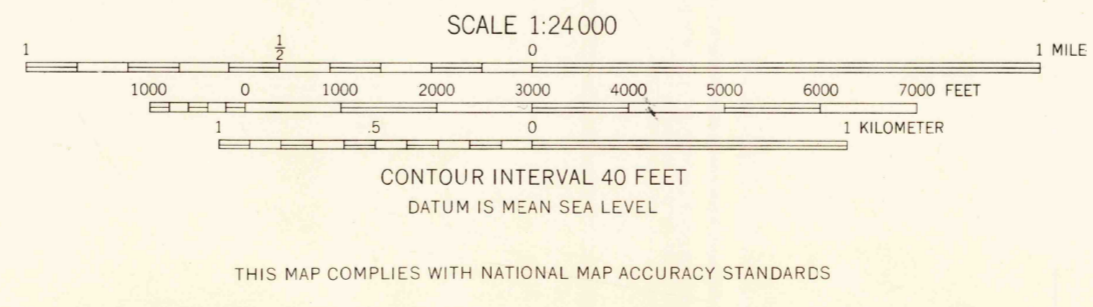 SCALE 1:24 000
1 1/2 0 1 MILE
1000 0 1000 2000 3000 4000 5000 6000 7000 FEET
1 .5 0 1 KILOMETER
CONTOUR INTERVAL 40 FEET
DATUM IS MEAN SEA LEVEL
THIS MAP COMPLIES WITH NATIONAL MAP ACCURACY STANDARDS